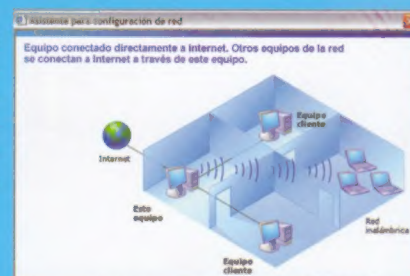 Asistente para configuración de red
Equipo conectado directamente a Internet. Otros equipos de la red
se conectan a Internet a través de este equipo.
Equipo
cliente
Internet
Este
equipo
Red
inalámbrica
Equipo
cliente